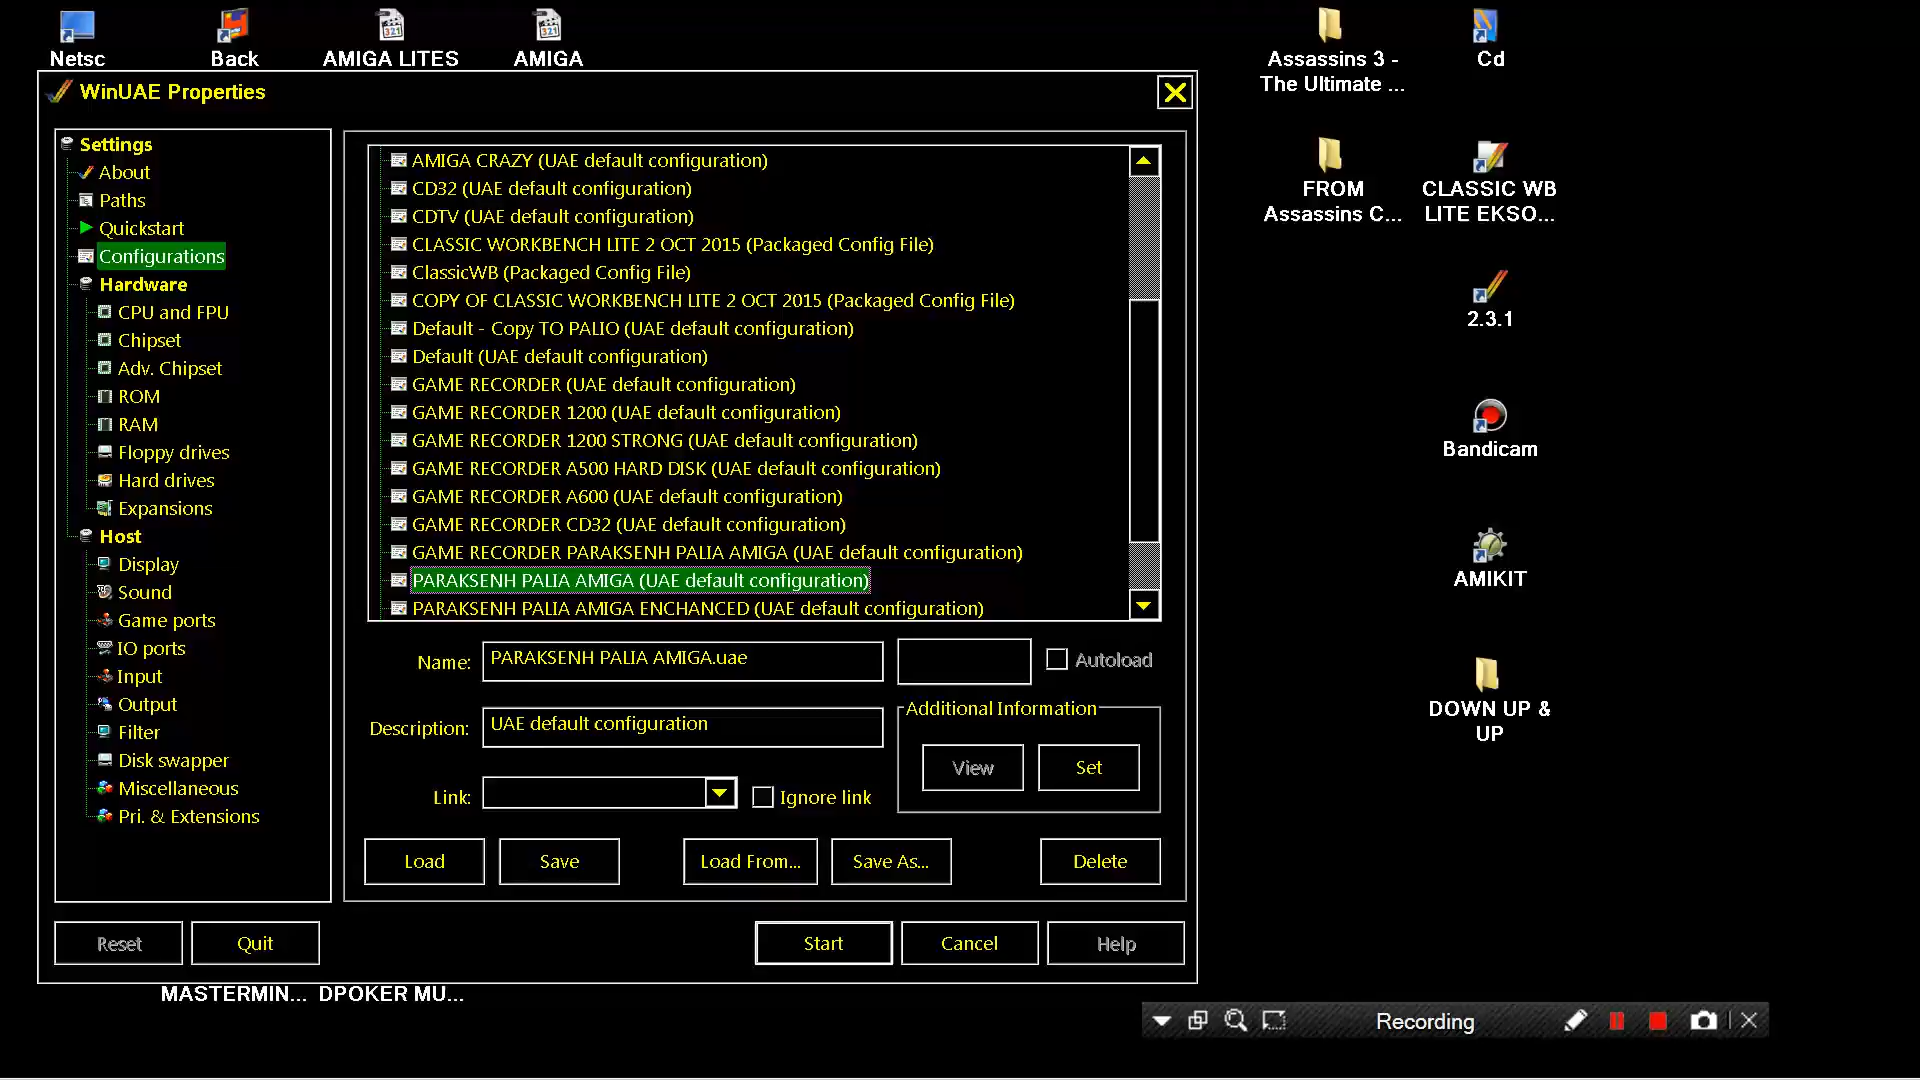 Netsc
Back
AMIGA LITES
AMIGA
Assassins 3 -
The Ultimate ...
Cd
WinUAE Properties
Settings
About
Paths
Quickstart
Configurations
Hardware
CPU and FPU
Chipset
Adv. Chipset
ROM
RAM
Floppy drives
Hard drives
Expansions
Host
Display
Sound
Game ports
IO ports
Input
Output
Filter
Disk swapper
Miscellaneous
Pri. & Extensions
AMIGA CRAZY (UAE default configuration)
CD32 (UAE default configuration)
CDTV (UAE default configuration)
CLASSIC WORKBENCH LITE 2 OCT 2015 (Packaged Config File)
ClassicWB (Packaged Config File)
COPY OF CLASSIC WORKBENCH LITE 2 OCT 2015 (Packaged Config File)
Default - Copy TO PALIO (UAE default configuration)
Default (UAE default configuration)
GAME RECORDER (UAE default configuration)
GAME RECORDER 1200 (UAE default configuration)
GAME RECORDER 1200 STRONG (UAE default configuration)
GAME RECORDER A500 HARD DISK (UAE default configuration)
GAME RECORDER A600 (UAE default configuration)
GAME RECORDER CD32 (UAE default configuration)
GAME RECORDER PARAKSENH PALIA AMIGA (UAE default configuration)
PARAKSENH PALIA AMIGA (UAE default configuration)
PARAKSENH PALIA AMIGA ENCHANCED (UAE default configuration)
Name: PARAKSENH PALIA AMIGA.uae
Autoload
Description: UAE default configuration
Additional Information
View
Set
Link:
Ignore link
Load
Save
Load From...
Save As...
Delete
Reset
Quit
Start
Cancel
Help
FROM
Assassins C...
CLASSIC WB
LITE EKSO...
2.3.1
Bandicam
AMIKIT
DOWN UP &
UP
MASTERMIN...
DPOKER MU...
Recording